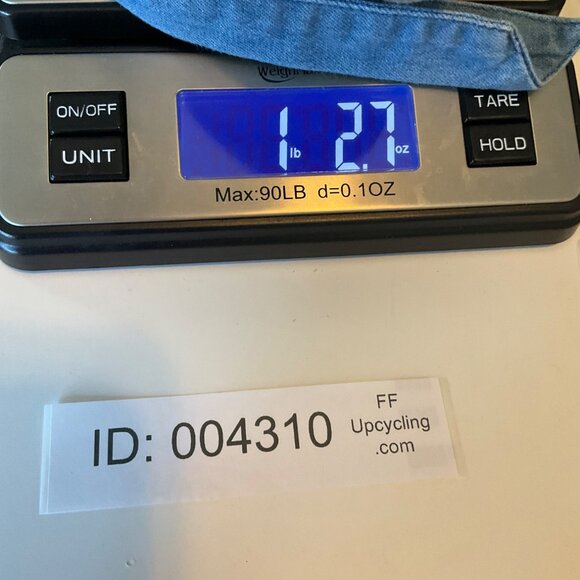 ON/OFF
UNIT
1 lb 2.7 oz
TARE
HOLD
Max:90LB d=0.1OZ
ID: 004310
FF
Upcycling
.com